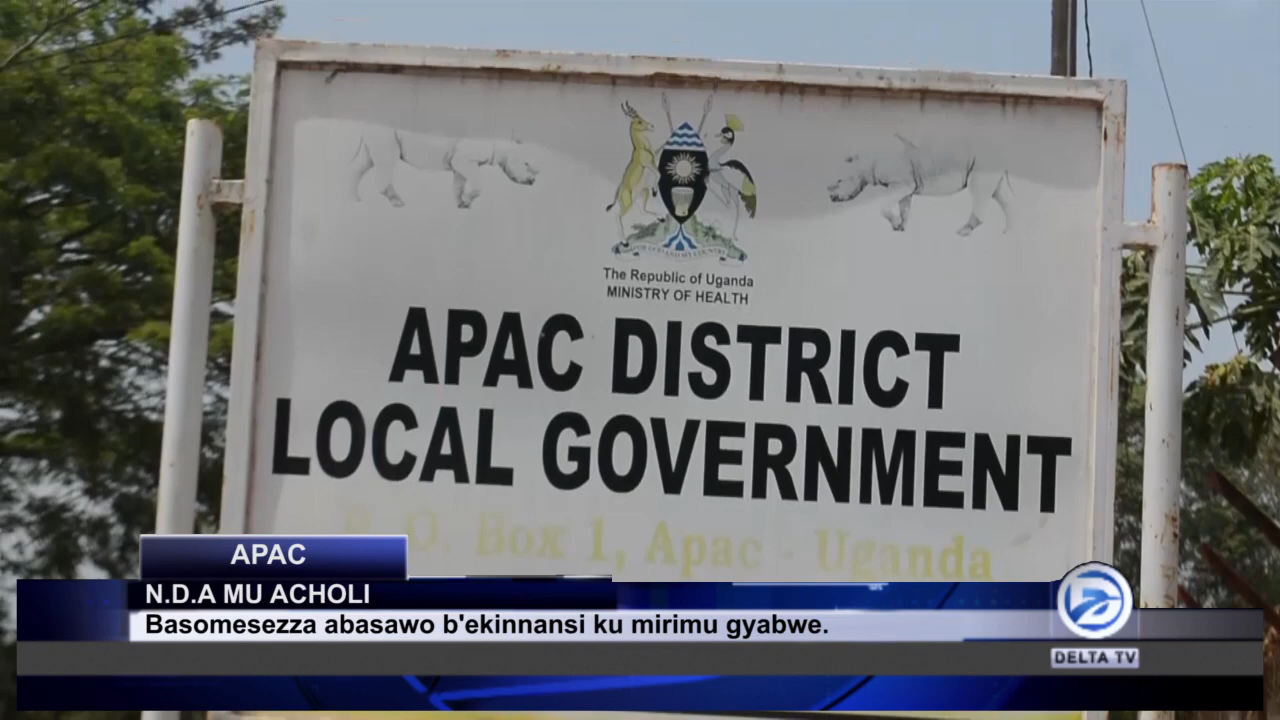 The Republic of Uganda
MINISTRY OF HEALTH
APAC DISTRICT
LOCAL GOVERNMENT
P. O. Box 1, Apac - Uganda
APAC
N.D.A MU ACHOLI
Basomesezza abasawo b'ekinnansi ku mirimu gyabwe.
DELTA TV